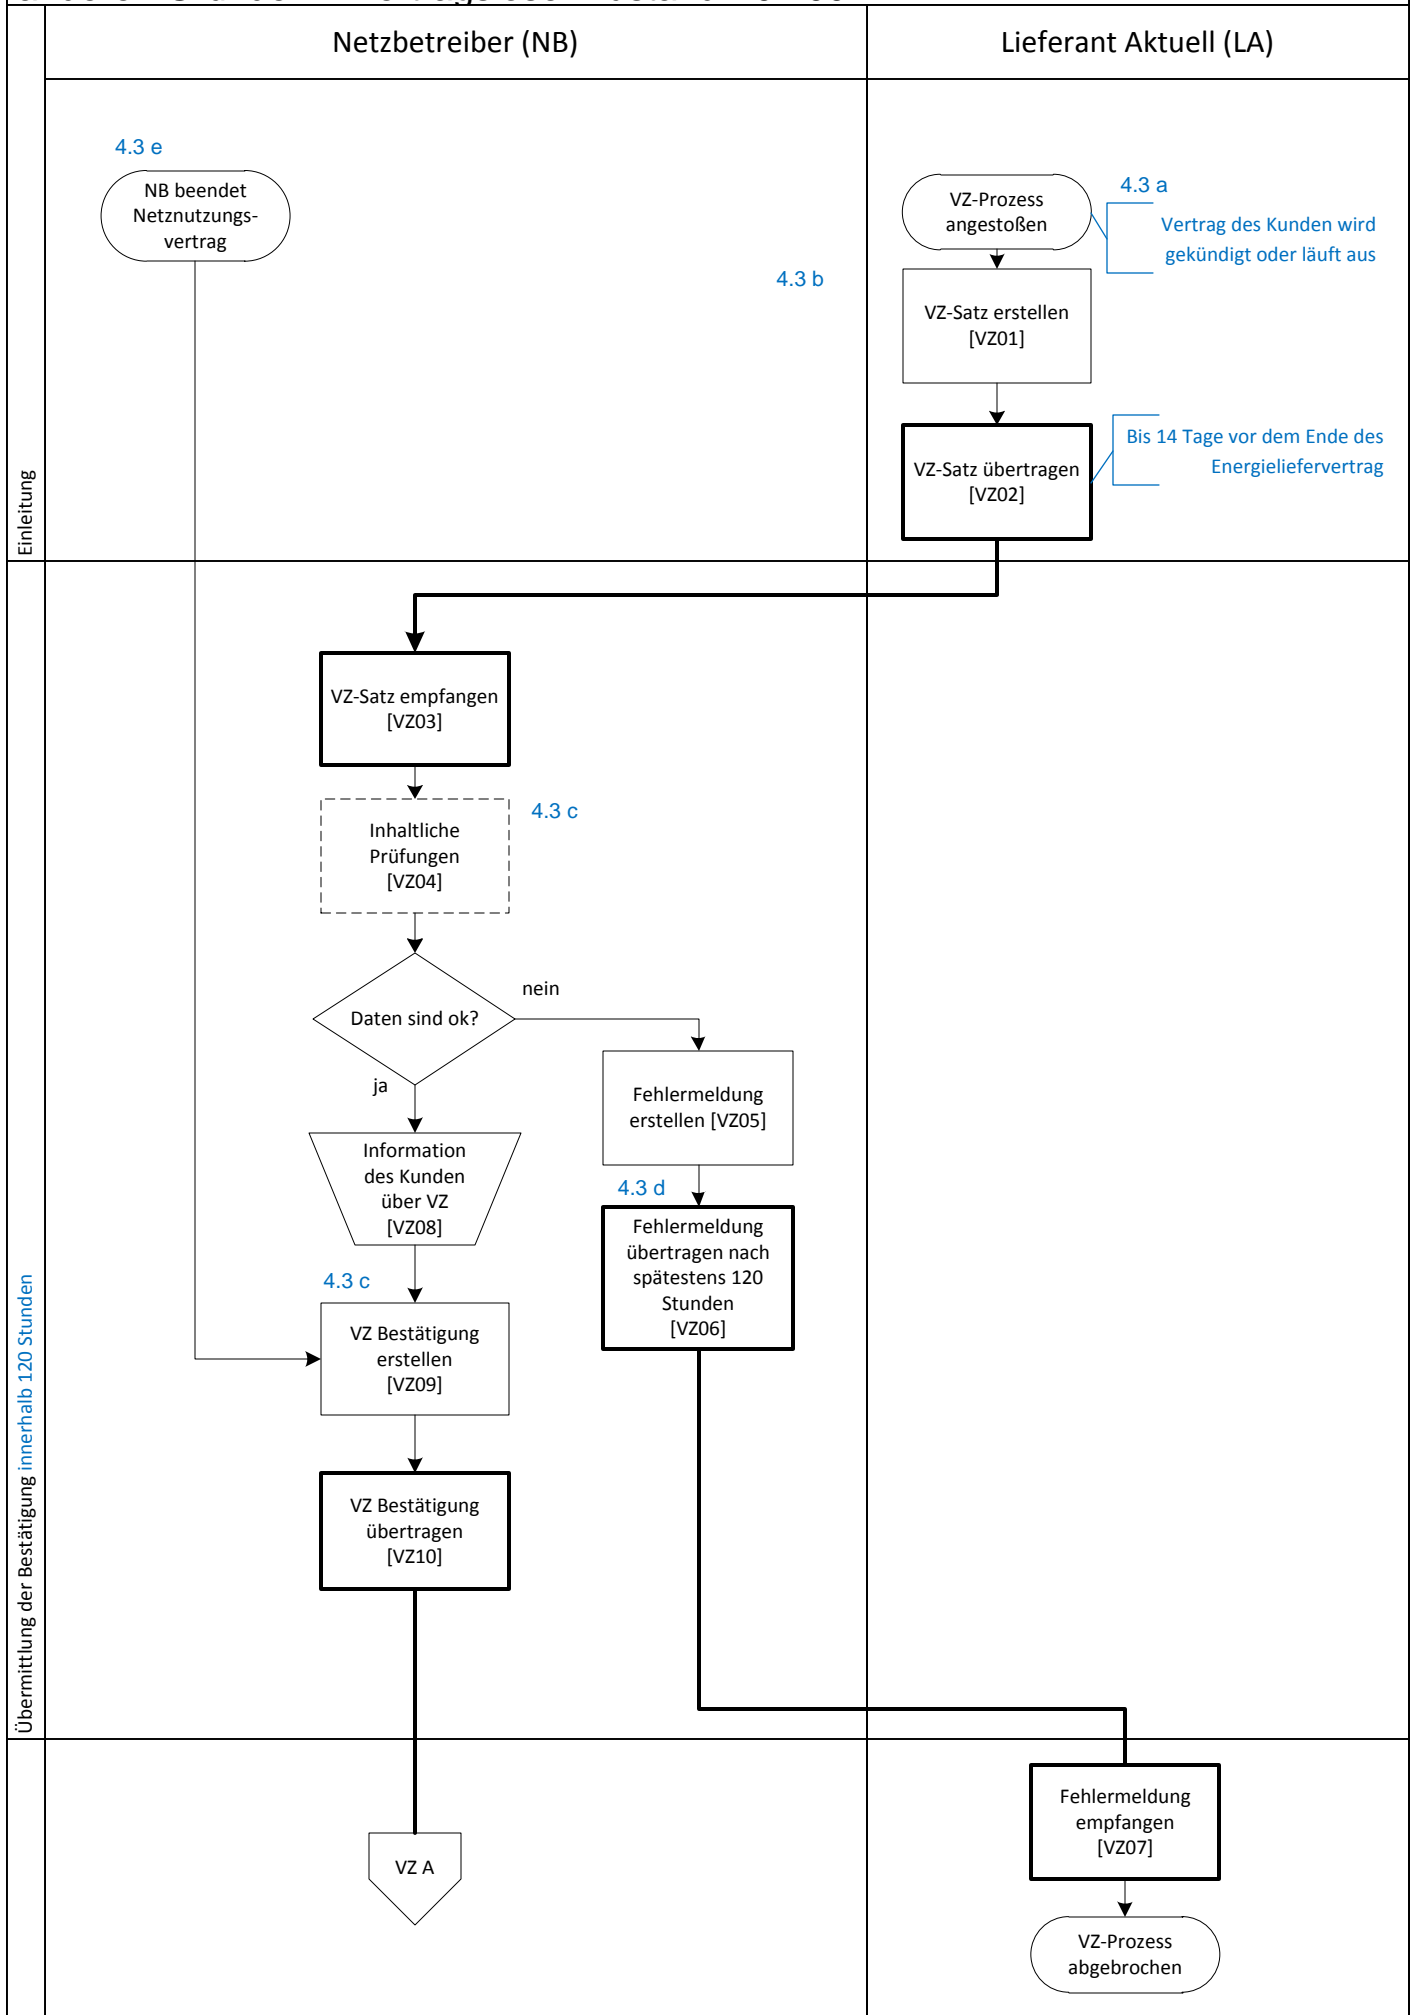 Netzbetreiber (NB)
Lieferant Aktuell (LA)
4.3 e
NB beendet
Netznutzungs-
vertrag
4.3 b
VZ-Prozess
angestoßen
4.3 a
Vertrag des Kunden wird
gekündigt oder läuft aus
VZ-Satz erstellen
[VZ01]
VZ-Satz übertragen
[VZ02]
Bis 14 Tage vor dem Ende des
Energieliefervertrag
Einleitung
VZ-Satz empfangen
[VZ03]
4.3 c
Inhaltliche
Prüfungen
[VZ04]
Daten sind ok?
nein
ja
Fehlermeldung
erstellen [VZ05]
Information
des Kunden
über VZ
[VZ08]
4.3 d
Fehlermeldung
übertragen nach
spätestens 120
Stunden
[VZ06]
4.3 c
VZ Bestätigung
erstellen
[VZ09]
VZ Bestätigung
übertragen
[VZ10]
Übermittlung der Bestätigung innerhalb 120 Stunden
VZ A
Fehlermeldung
empfangen
[VZ07]
VZ-Prozess
abgebrochen